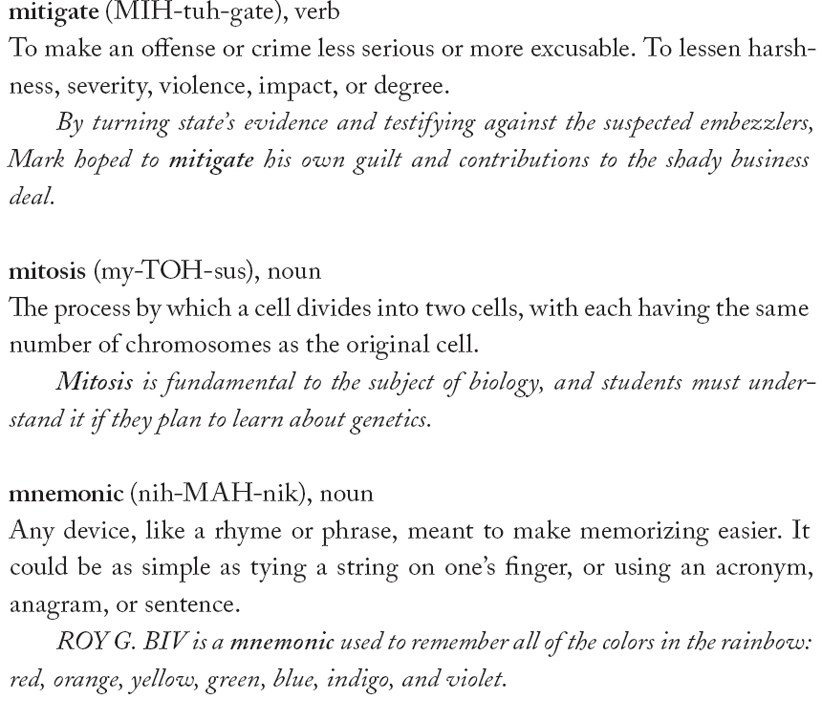 mitigate (MIH-tuh-gate), verb
To make an offense or crime less serious or more excusable. To lessen harsh-
ness, severity, violence, impact, or degree.
By turning state’s evidence and testifying against the suspected embezzlers,
Mark hoped to mitigate his own guilt and contributions to the shady business
deal.
mitosis (my-TOH-sus), noun
The process by which a cell divides into two cells, with each having the same
number of chromosomes as the original cell.
Mitosis is fundamental to the subject of biology, and students must under-
stand it if they plan to learn about genetics.
mnemonic (nih-MAH-nik), noun
Any device, like a rhyme or phrase, meant to make memorizing easier. It
could be as simple as tying a string on one’s finger, or using an acronym,
anagram, or sentence.
ROY G. BIV is a mnemonic used to remember all of the colors in the rainbow:
red, orange, yellow, green, blue, indigo, and violet.